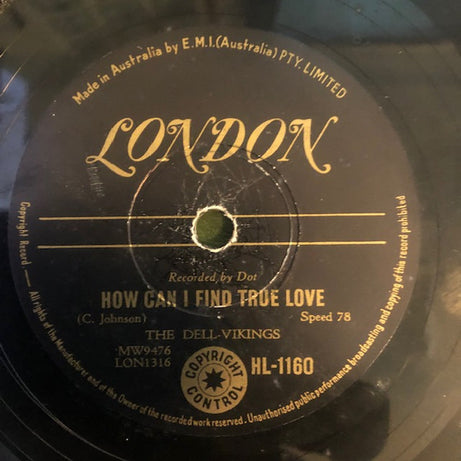 Made in Australia by E.M.I.(Australia) PTY. LIMITED
LONDON
Recorded by Dot
HOW CAN I FIND TRUE LOVE
(C. Johnson) Speed 78
THE DELL-VIKINGS
MW9476
LON1316
COPYRIGHT CONTROL
HL-1160
Copyright Record — All rights of the Manufacturer and of the Owner of the recorded work reserved. Unauthorised public performance broadcasting and copying of this record prohibited